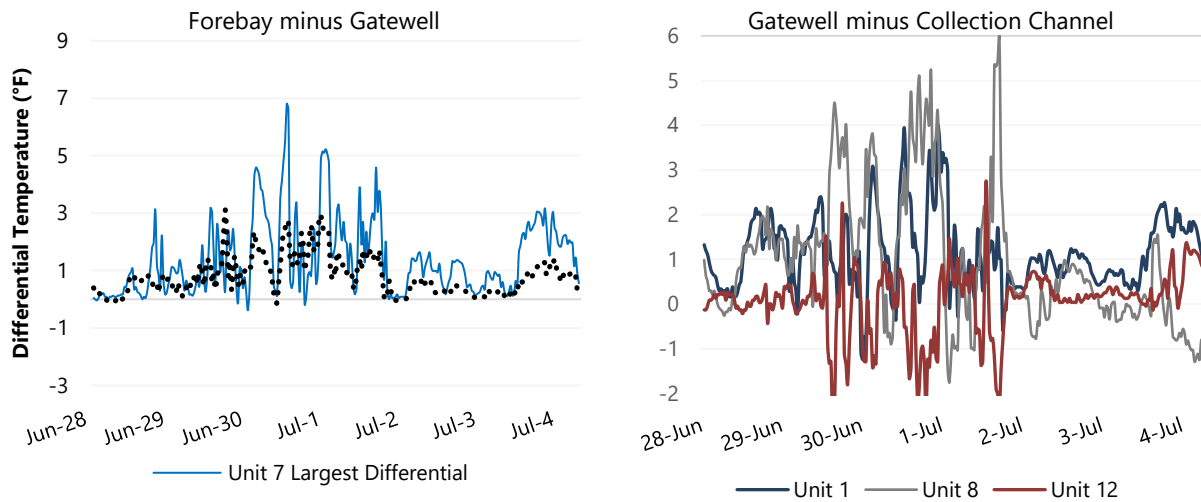 Forebay minus Gatewell
Differential Temperature (°F)
9
7
5
3
1
-1
-3
Jun-28
Jun-29
Jun-30
Jul-1
Jul-2
Jul-3
Jul-4
Unit 7 Largest Differential
Gatewell minus Collection Channel
6
5
4
3
2
1
0
-1
-2
28-Jun
29-Jun
30-Jun
1-Jul
2-Jul
3-Jul
4-Jul
Unit 1
Unit 8
Unit 12